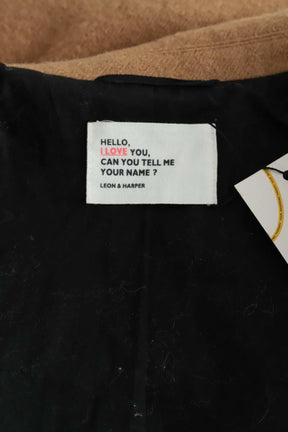 HELLO,
I LOVE YOU,
CAN YOU TELL ME
YOUR NAME ?
LEON & HARPER